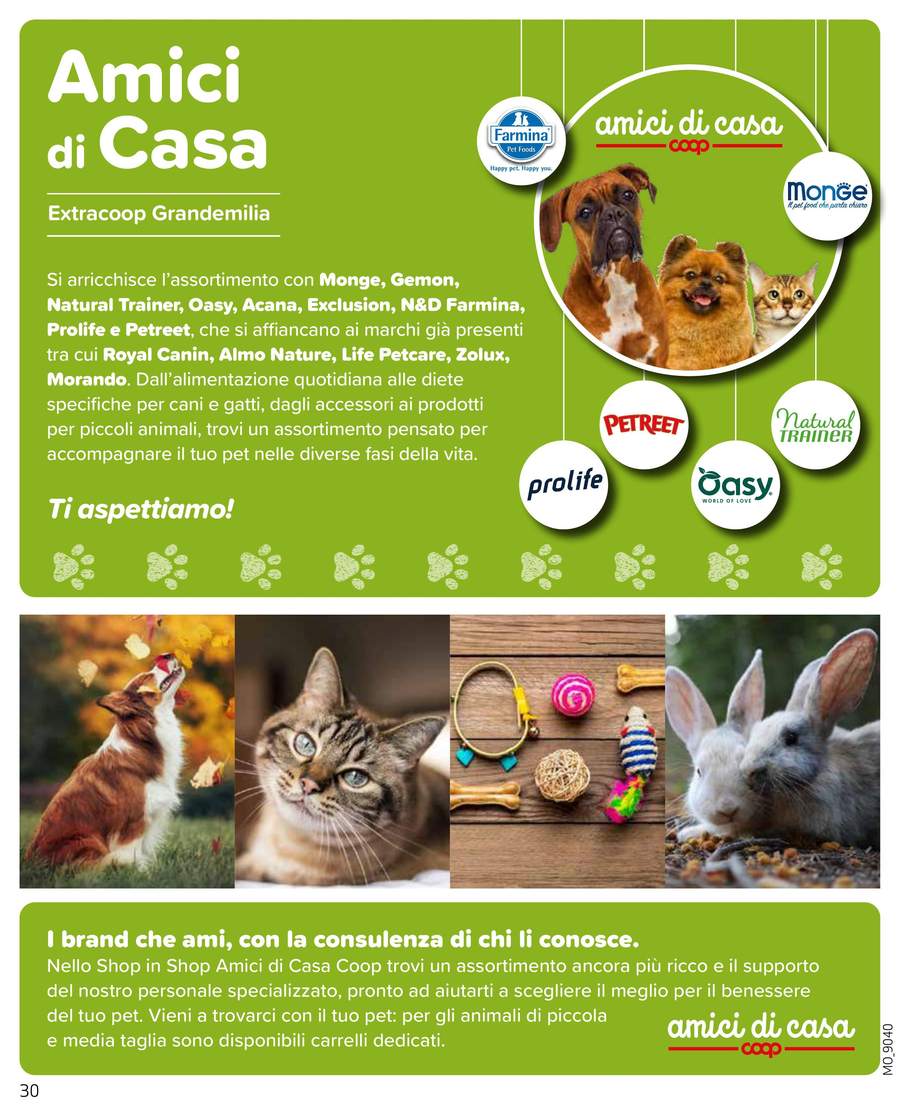 Amici
di Casa
Extracoop Grandemilia
Si arricchisce l'assortimento con Monge, Gemon,
Natural Trainer, Oasy, Acana, Exclusion, N&D Farmina,
Prolife e Petreet, che si affiancano ai marchi già presenti
tra cui Royal Canin, Almo Nature, Life Petcare, Zolux,
Morando. Dall'alimentazione quotidiana alle diete
specifiche per cani e gatti, dagli accessori ai prodotti
per piccoli animali, trovi un assortimento pensato per
accompagnare il tuo pet nelle diverse fasi della vita.
Ti aspettiamo!
amici di casa
coop
Farmina
Pet Foods
Happy pet. Happy you.
MONGE
Il pet food che parla chiaro
PETREET
Natural
TRAINER
prolife
Oasy
WORLD OF LOVE
I brand che ami, con la consulenza di chi li conosce.
Nello Shop in Shop Amici di Casa Coop trovi un assortimento ancora più ricco e il supporto
del nostro personale specializzato, pronto ad aiutarti a scegliere il meglio per il benessere
del tuo pet. Vieni a trovarci con il tuo pet: per gli animali di piccola
e media taglia sono disponibili carrelli dedicati.
amici di casa
coop
MO_9040
30